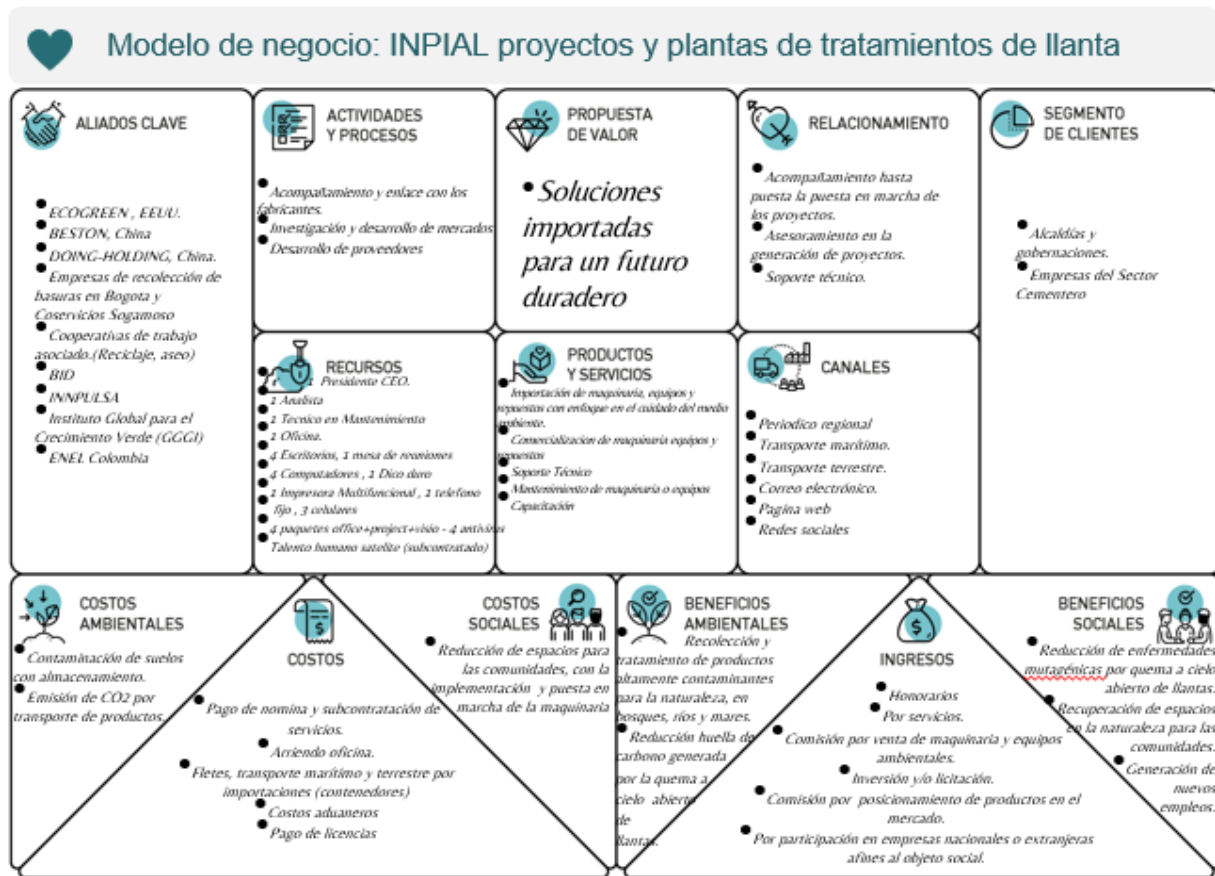 Modelo de negocio: INPIAL proyectos y plantas de tratamientos de llanta
ALIADOS CLAVE
• ECOGREEN , EEUU.
• BESTON, China
• DOING-HOLDING, China.
• Empresas de recolección de
basuras en Bogota y
Coservicios Sogamoso
• Cooperativas de trabajo
asociado.(Reciclaje, aseo)
• BID
• INNPULSA
• Instituto Global para el
Crecimiento Verde (GGGI)
• ENEL Colombia
ACTIVIDADES
Y PROCESOS
• Acompañamiento y enlace con los
fabricantes.
• Investigación y desarrollo de mercados
• Desarrollo de proveedores
RECURSOS
• 1 Presidente CEO.
• 1 Analista
• 1 Tecnico en Mantenimiento
• 1 Oficina.
• 4 Escritorios, 1 mesa de reuniones
• 4 Computadores , 1 Dico duro
• 1 Impresora Multifuncional , 1 telefono
• fijo , 3 celulares
• 4 paquetes office+project+visio - 4 antivirus
• Talento humano satelite (subcontratado)
PROPUESTA
DE VALOR
• Soluciones
importadas
para un futuro
duradero
PRODUCTOS
Y SERVICIOS
• Importación de maquinaria, equipos y
repuestos con enfoque en el cuidado del medio
ambiente.
• Comercializacion de maquinaria equipos y
repuestos
• Soporte Técnico
• Mantenimiento de maquinaria o equipos
• Capacitación
RELACIONAMIENTO
• Acompañamiento hasta
puesta la puesta en marcha de
los proyectos.
• Asesoramiento en la
generación de proyectos.
• Soporte técnico.
CANALES
• Periodico regional
• Transporte marítimo.
• Transporte terrestre.
• Correo electrónico.
• Pagina web
• Redes sociales
SEGMENTO
DE CLIENTES
• Alcaldías y
gobernaciones.
• Empresas del Sector
Cementero
COSTOS
AMBIENTALES
• Contaminación de suelos
con almacenamiento.
• Emisión de CO2 por
transporte de productos.
COSTOS
• Pago de nomina y subcontratación de
servicios.
• Arriendo oficina.
• Fletes, transporte marítimo y terrestre por
importaciones (contenedores)
• Costos aduaneros
• Pago de licencias
COSTOS
SOCIALES
• Reducción de espacios para
las comunidades, con la
implementación y puesta en
marcha de la maquinaria
BENEFICIOS
AMBIENTALES
• Recolección y
tratamiento de productos
altamente contaminantes
para la naturaleza, en
bosques, ríos y mares.
• Reducción huella de
carbono generada
por la quema a
cielo abierto
de
llantas.
INGRESOS
• Honorarios
• Por servicios.
• Comisión por venta de maquinaria y equipos
ambientales.
• Inversión y/o licitación.
• Comisión por posicionamiento de productos en el
mercado.
• Por participación en empresas nacionales o extranjeras
afines al objeto social.
BENEFICIOS
SOCIALES
• Reducción de enfermedades
mutagénicas por quema a cielo
abierto de llantas.
• Recuperación de espacios
en la naturaleza para las
comunidades.
• Generación de
nuevos
empleos.